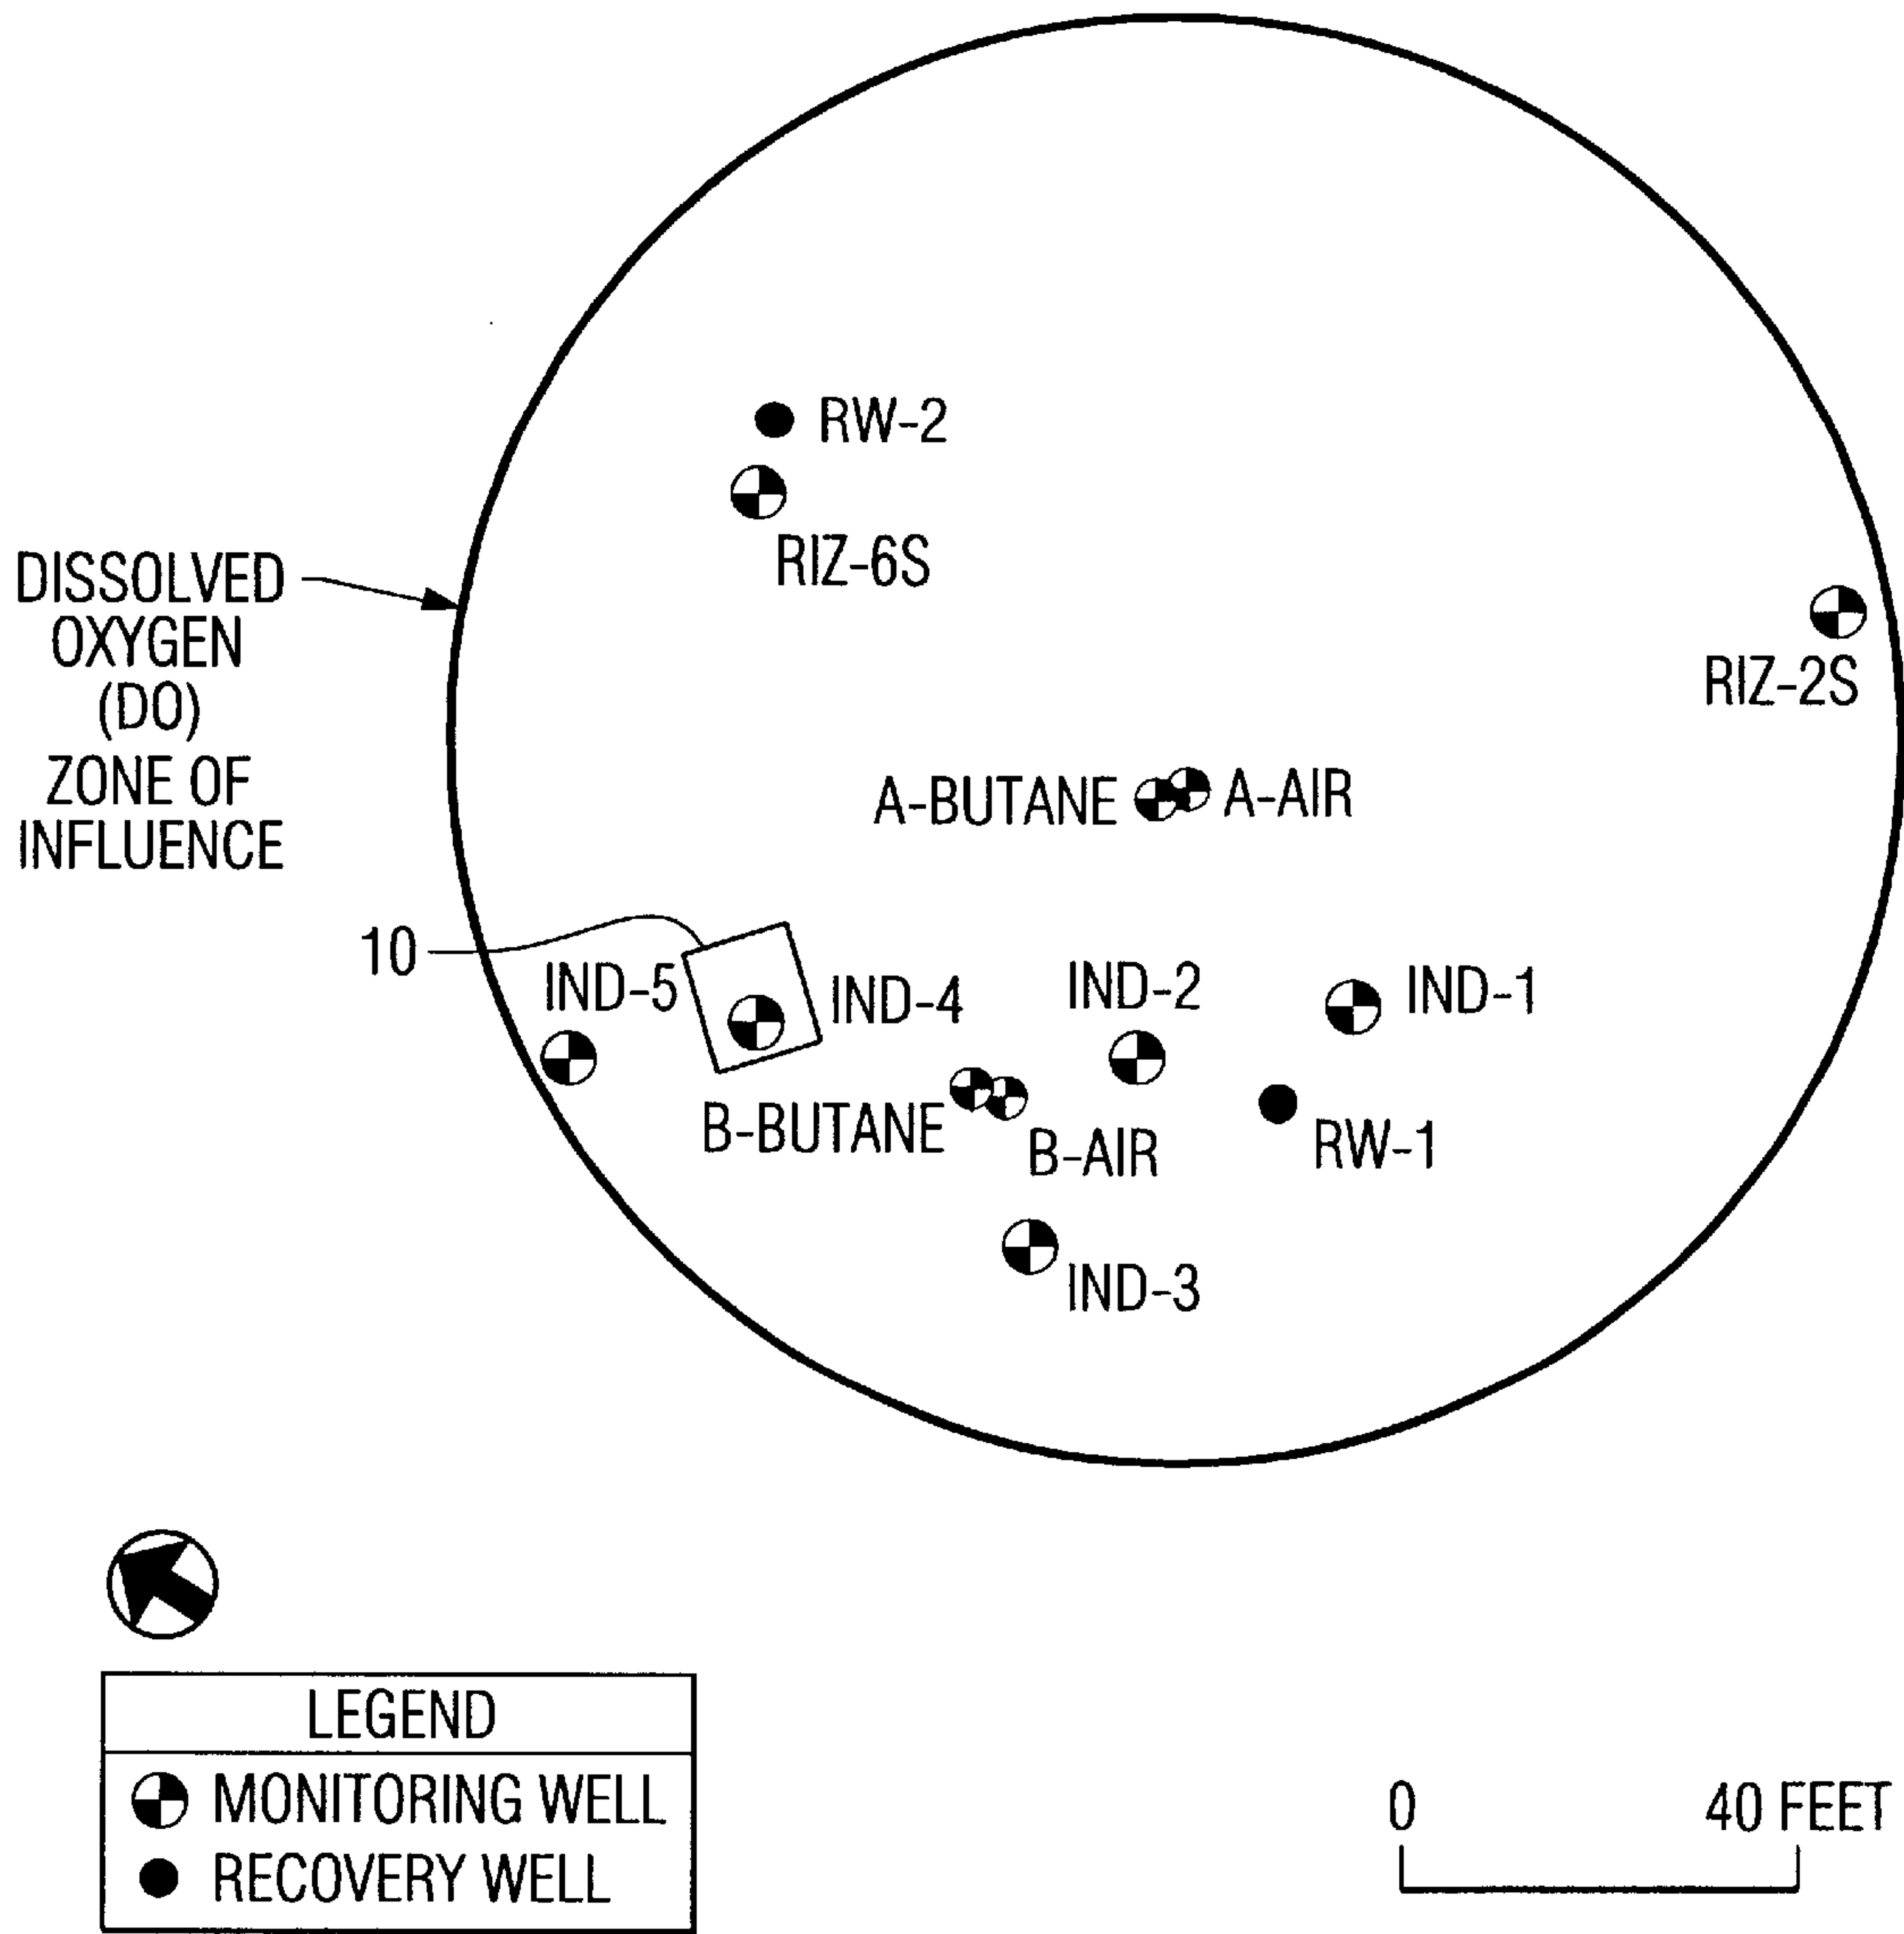 RW-2
RIZ-6S
DISSOLVED
OXYGEN
(DO)
ZONE OF
INFLUENCE
RIZ-2S
A-BUTANE
A-AIR
10
IND-5
IND-4
IND-2
IND-1
B-BUTANE
B-AIR
RW-1
IND-3
LEGEND
MONITORING WELL
RECOVERY WELL
0
40 FEET